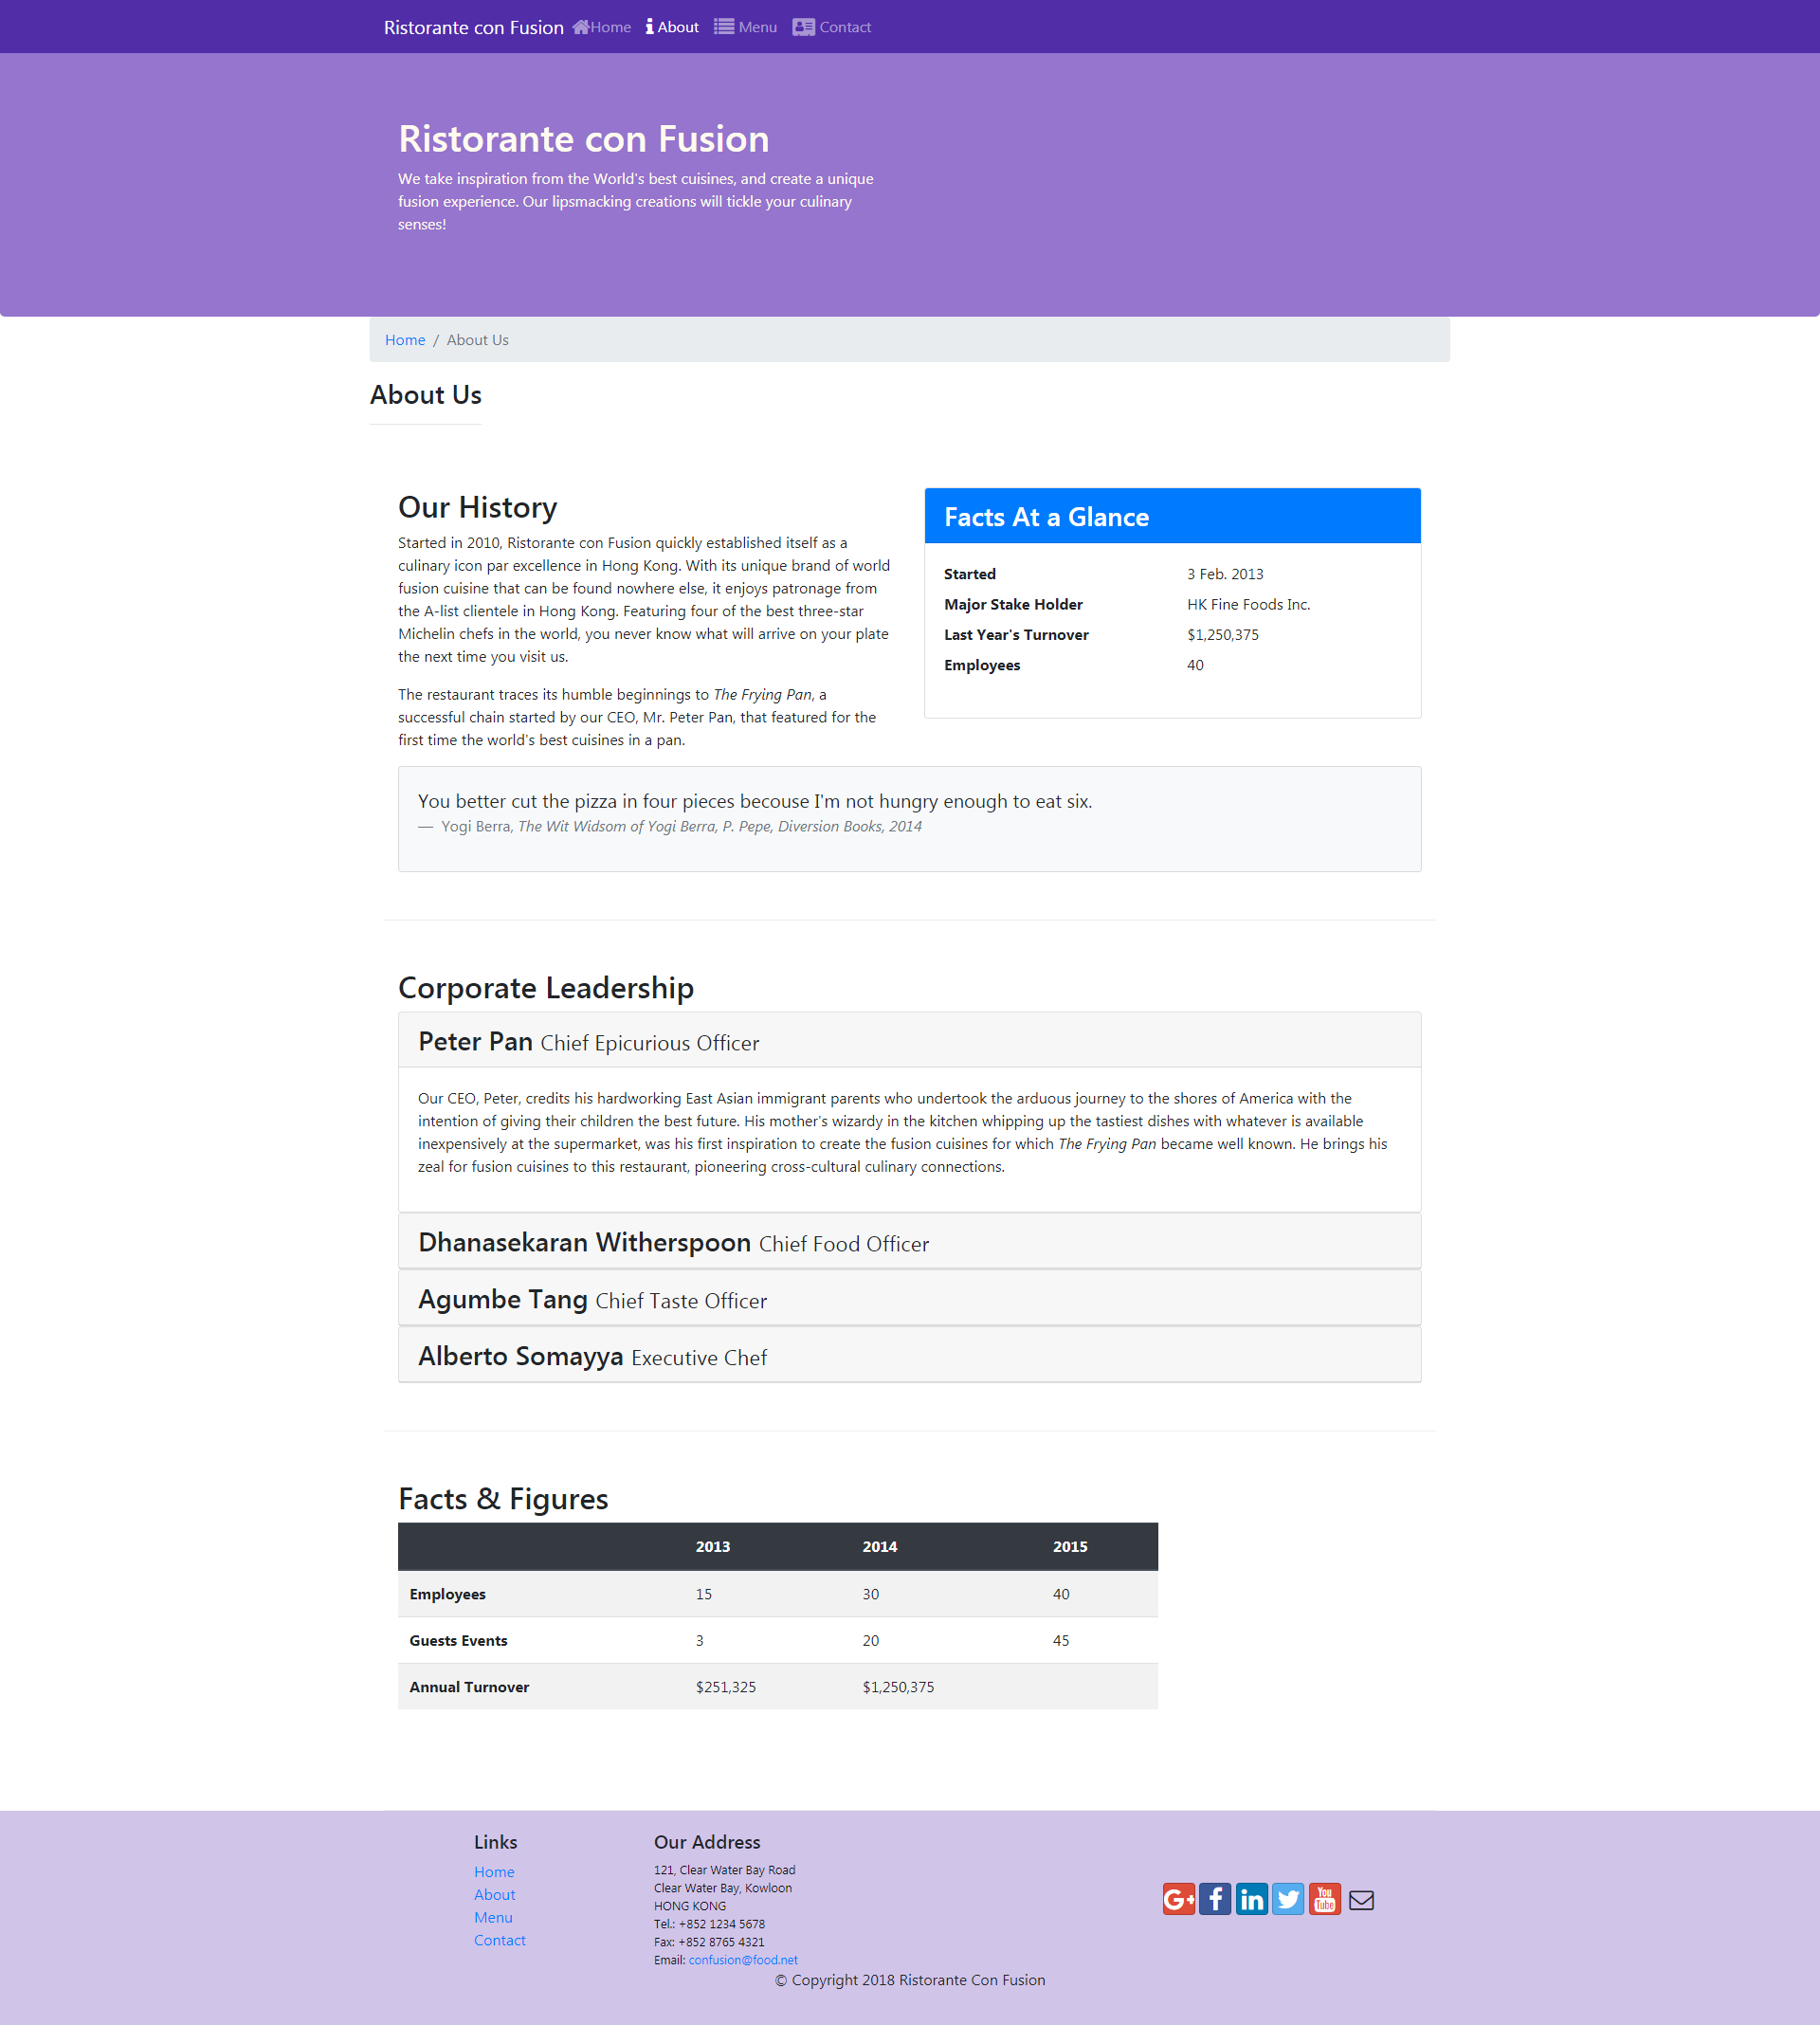 Ristorante con Fusion Home About Menu Contact
Ristorante con Fusion
We take inspiration from the World's best cuisines, and create a unique
fusion experience. Our lipsmacking creations will tickle your culinary
senses!
Home / About Us
About Us
Our History
Started in 2010, Ristorante con Fusion quickly established itself as a
culinary icon par excellence in Hong Kong. With its unique brand of world
fusion cuisine that can be found nowhere else, it enjoys patronage from
the A-list clientele in Hong Kong. Featuring four of the best three-star
Michelin chefs in the world, you never know what will arrive on your plate
the next time you visit us.
The restaurant traces its humble beginnings to The Frying Pan, a
successful chain started by our CEO, Mr. Peter Pan, that featured for the
first time the world's best cuisines in a pan.
Facts At a Glance
Started 3 Feb. 2013
Major Stake Holder HK Fine Foods Inc.
Last Year's Turnover $1,250,375
Employees 40
You better cut the pizza in four pieces becouse I'm not hungry enough to eat six.
— Yogi Berra, The Wit Widsom of Yogi Berra, P. Pepe, Diversion Books, 2014
Corporate Leadership
Peter Pan Chief Epicurious Officer
Our CEO, Peter, credits his hardworking East Asian immigrant parents who undertook the arduous journey to the shores of America with the
intention of giving their children the best future. His mother's wizardy in the kitchen whipping up the tastiest dishes with whatever is available
inexpensively at the supermarket, was his first inspiration to create the fusion cuisines for which The Frying Pan became well known. He brings his
zeal for fusion cuisines to this restaurant, pioneering cross-cultural culinary connections.
Dhanasekaran Witherspoon Chief Food Officer
Agumbe Tang Chief Taste Officer
Alberto Somayya Executive Chef
Facts & Figures
2013 2014 2015
Employees 15 30 40
Guests Events 3 20 45
Annual Turnover $251,325 $1,250,375
Links
Home
About
Menu
Contact
Our Address
121, Clear Water Bay Road
Clear Water Bay, Kowloon
HONG KONG
Tel.: +852 1234 5678
Fax: +852 8765 4321
Email: confusion@food.net
G+ f in You Tube
© Copyright 2018 Ristorante Con Fusion